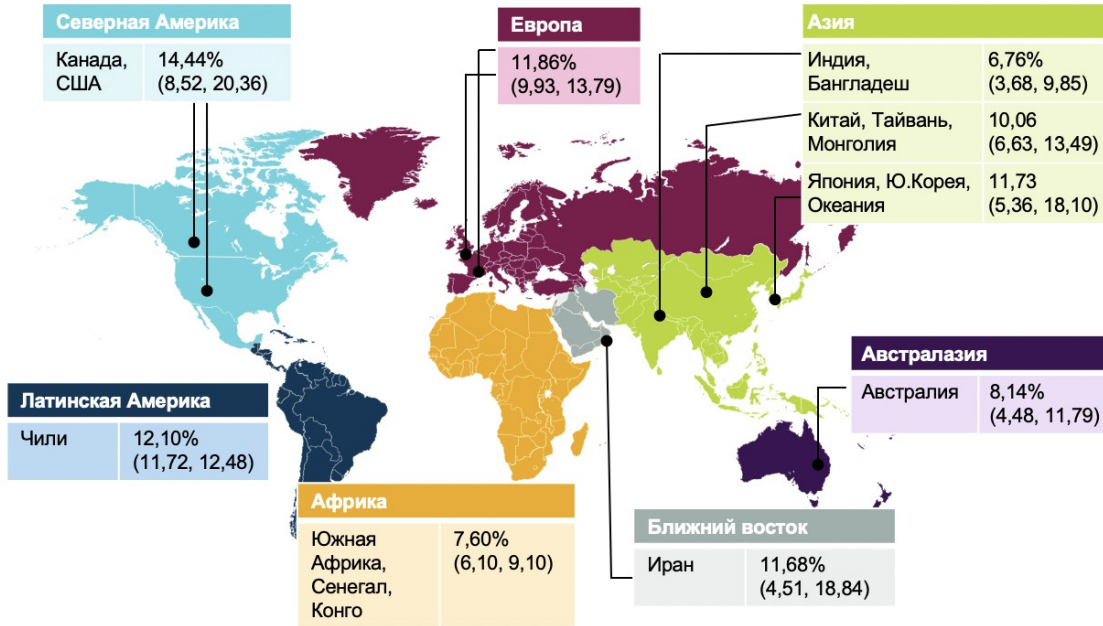 Северная Америка
Канада,
США
14,44%
(8,52, 20,36)
Европа
11,86%
(9,93, 13,79)
Азия
Индия,
Бангладеш
6,76%
(3,68, 9,85)
Китай, Тайвань,
Монголия
10,06
(6,63, 13,49)
Япония, Ю.Корея,
Океания
11,73
(5,36, 18,10)
Латинская Америка
Чили
12,10%
(11,72, 12,48)
Африка
Южная
Африка,
Сенегал,
Конго
7,60%
(6,10, 9,10)
Ближний восток
Иран
11,68%
(4,51, 18,84)
Австралазия
Австралия
8,14%
(4,48, 11,79)